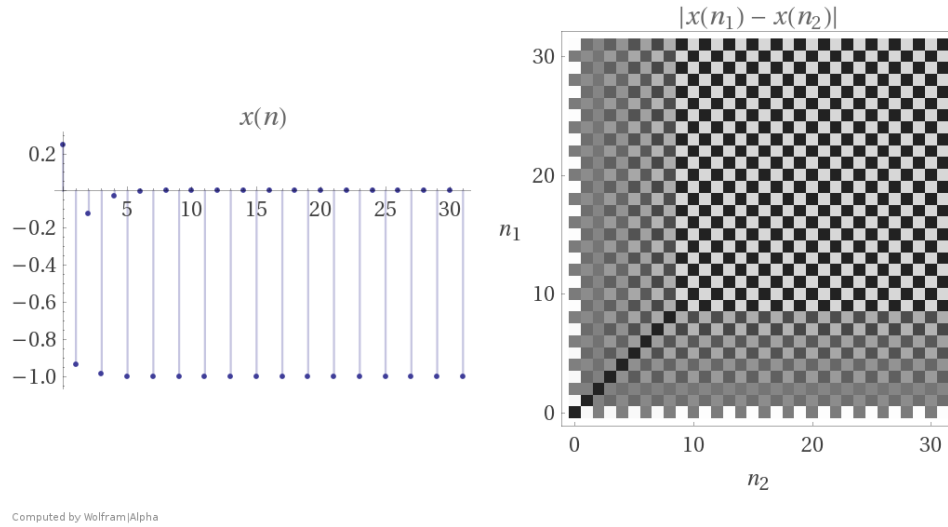 x(n)
0.2
5 10 15 20 25 30
−0.2
−0.4
−0.6
−0.8
−1.0
|x(n₁) − x(n₂)|
30
20
n₁
10
0
0 10 20 30
n₂
Computed by Wolfram|Alpha